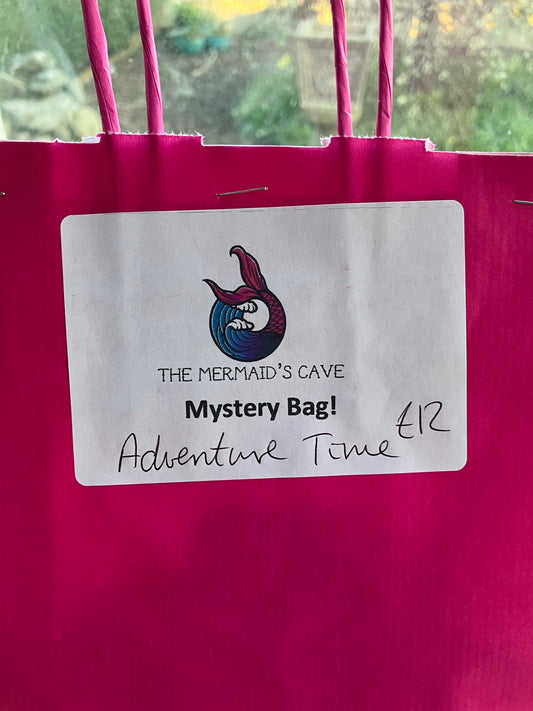 THE MERMAID'S CAVE
Mystery Bag!
Adventure Time £12